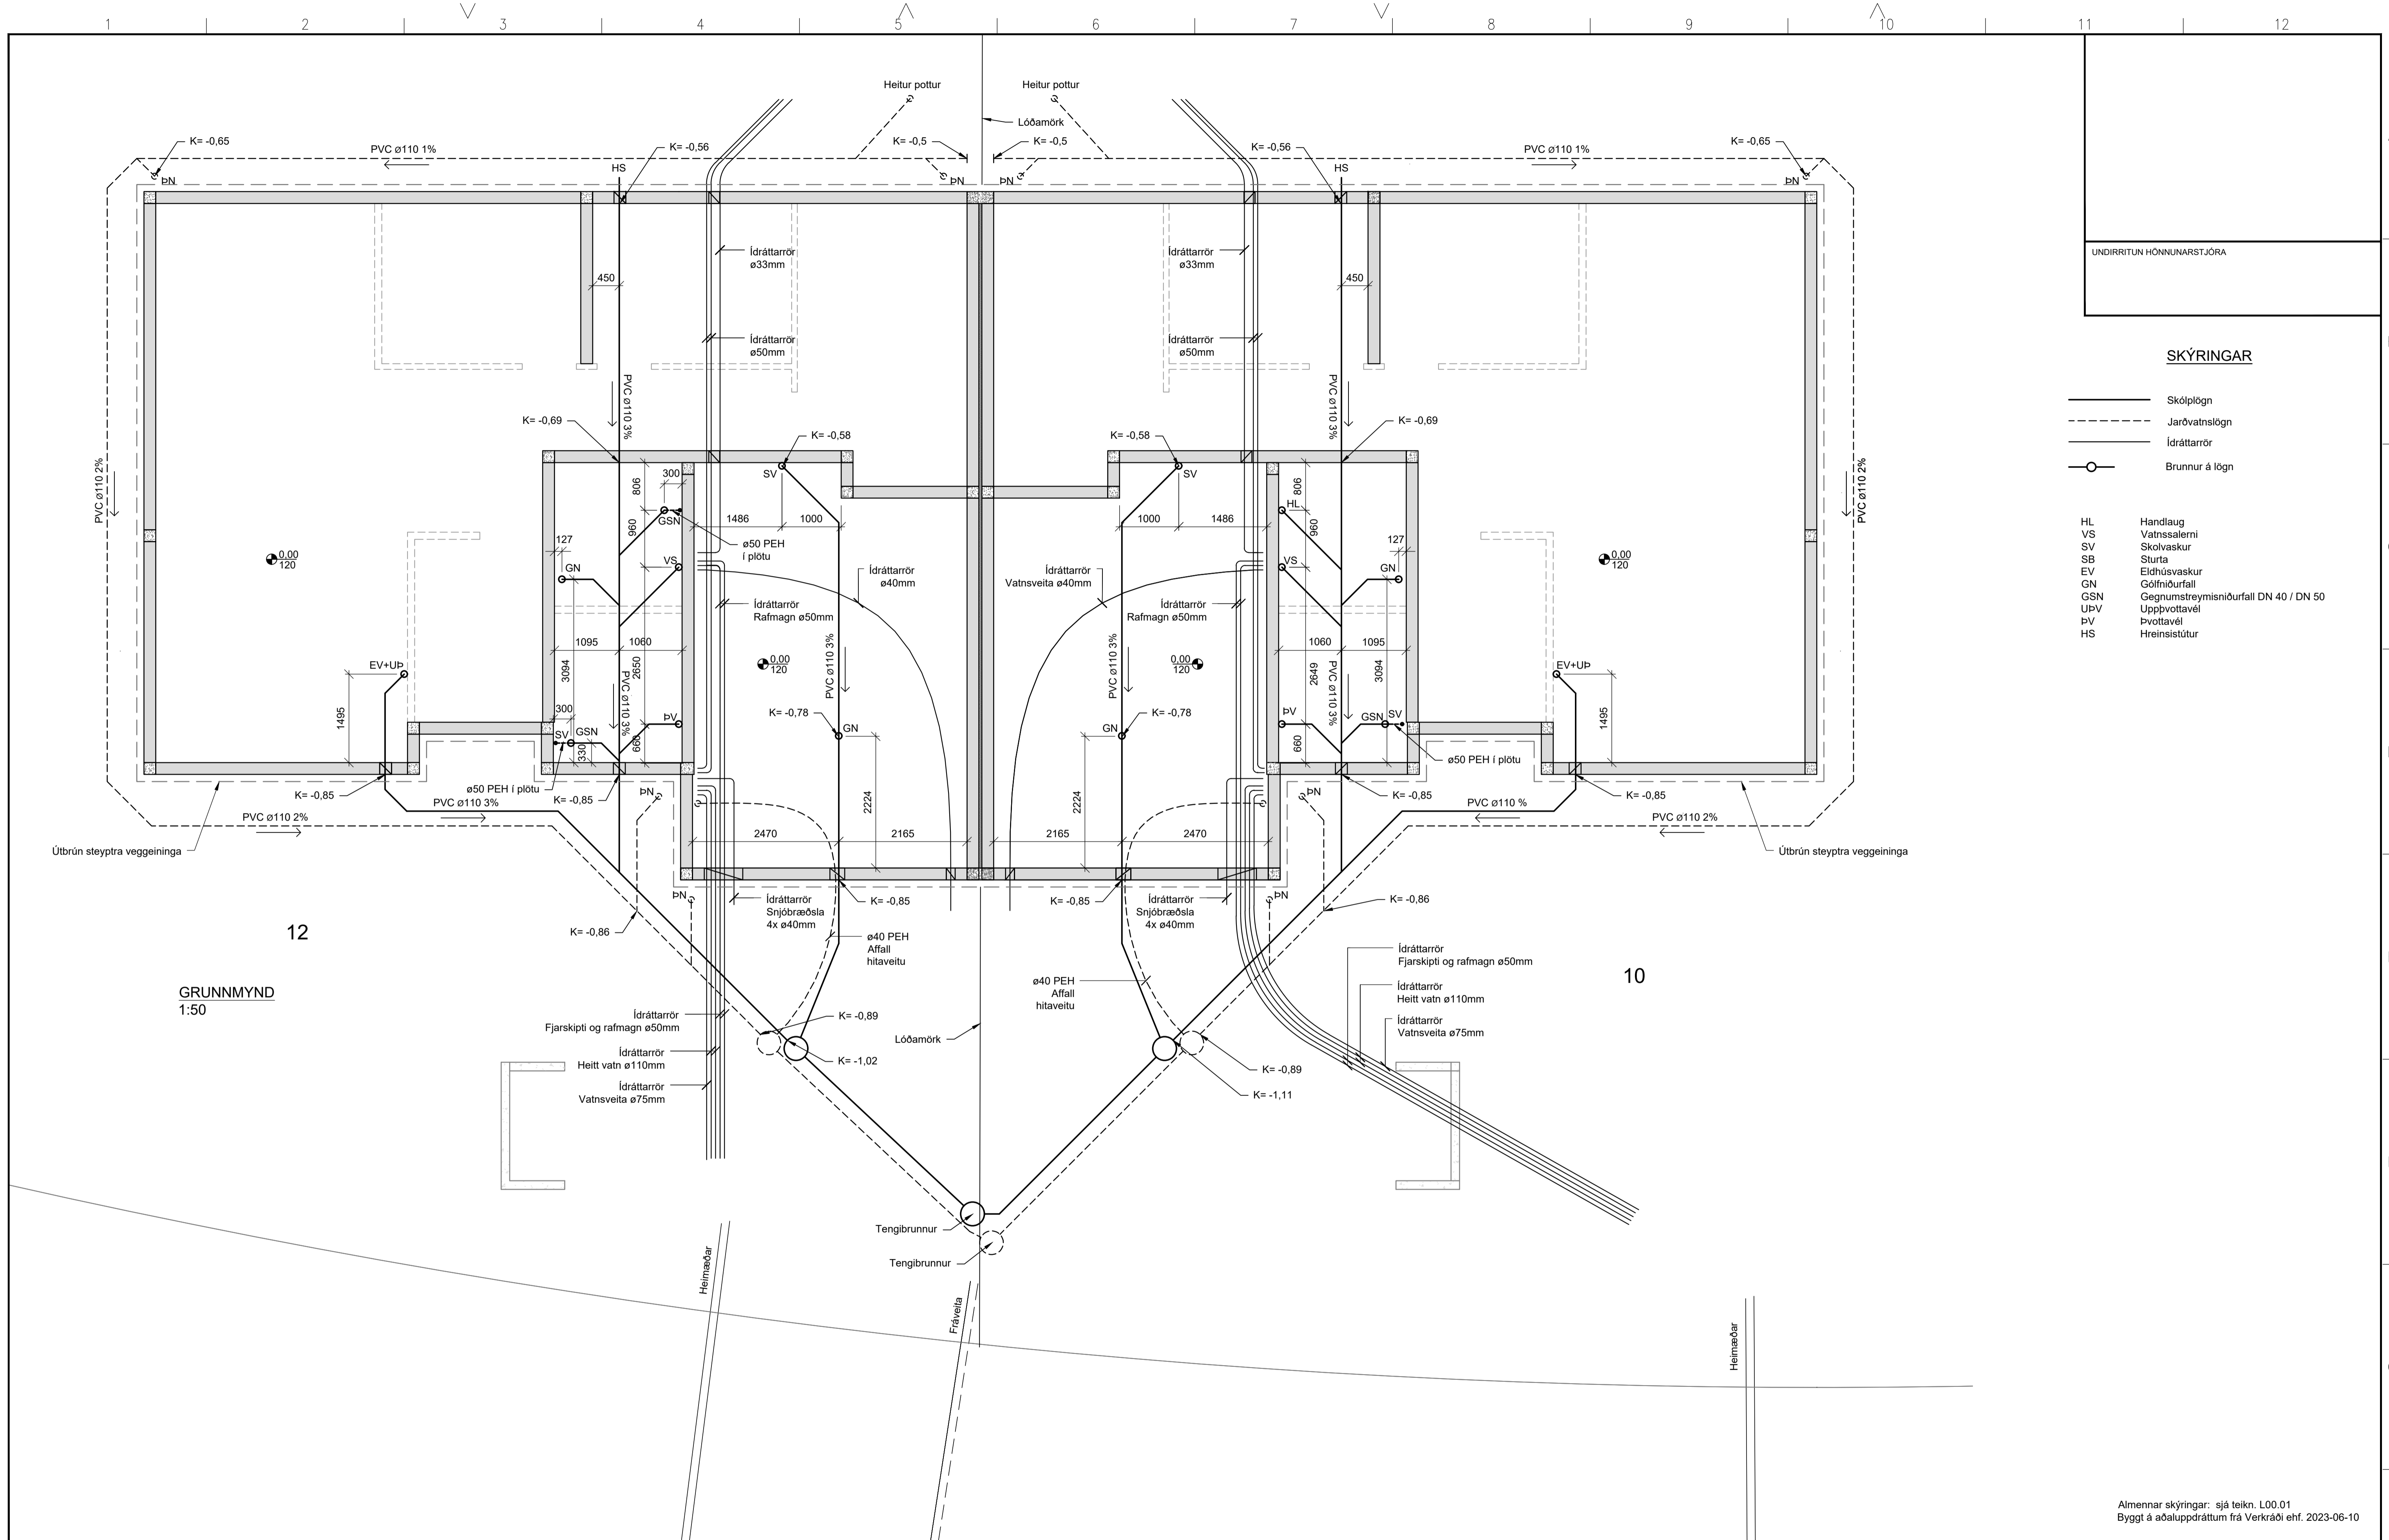 1 2 3 4 5 6 7 8 9 10 11 12
Heitur pottur
Heitur pottur
Lóðamörk
K= -0,65
PVC ø110 1%
K= -0,56
K= -0,5
K= -0,5
K= -0,56
PVC ø110 1%
K= -0,65
HS
HS
ÞN
ÞN
ÞN
ÞN
Ídráttarrör
ø33mm
Ídráttarrör
ø33mm
450
450
Ídráttarrör
ø50mm
Ídráttarrör
ø50mm
PVC ø110 3%
PVC ø110 3%
K= -0,69
K= -0,58
K= -0,58
K= -0,69
PVC ø110 2%
PVC ø110 2%
908
300
SV
SV
806
GSN
960
HL
960
1486
1000
1000
1486
ø50 PEH
í plötu
127
127
0.00
120
0.00
120
GN
VS
VS
GN
Ídráttarrör
ø40mm
Ídráttarrör
Vatnsveita ø40mm
Ídráttarrör
Rafmagn ø50mm
Ídráttarrör
Rafmagn ø50mm
1095
1060
1060
1095
3094
2950
2649
3094
PVC ø110 3%
PVC ø110 3%
PVC ø110 3%
PVC ø110 3%
0.00
120
0.00
120
EV+UÞ
EV+UÞ
1495
1495
300
SV
GSN
ÞV
K= -0,78
K= -0,78
ÞV
GSN
SV
330
660
660
GN
GN
ø50 PEH í plötu
ø50 PEH í plötu
K= -0,85
K= -0,85
K= -0,85
K= -0,85
PVC ø110 3%
PVC ø110 %
PVC ø110 2%
PVC ø110 2%
ÞN
ÞN
2224
2224
2470
2165
2165
2470
Útbrún steyptra veggeininga
Útbrún steyptra veggeininga
ÞN
ÞN
Ídráttarrör
Snjóbræðsla
4x ø40mm
K= -0,85
K= -0,85
Ídráttarrör
Snjóbræðsla
4x ø40mm
K= -0,86
K= -0,86
12
10
ø40 PEH
Affall
hitaveitu
ø40 PEH
Affall
hitaveitu
Ídráttarrör
Fjarskipti og rafmagn ø50mm
Ídráttarrör
Heitt vatn ø110mm
Ídráttarrör
Vatnsveita ø75mm
Ídráttarrör
Fjarskipti og rafmagn ø50mm
Ídráttarrör
Heitt vatn ø110mm
Ídráttarrör
Vatnsveita ø75mm
GRUNNMYND
1:50
K= -0,89
Lóðamörk
K= -1,02
K= -0,89
K= -1,11
Tengibrunnur
Tengibrunnur
Heimæðar
Fráveita
Heimæðar
UNDIRRITUN HÖNNUNARSTJÓRA
SKÝRINGAR
Skólplögn
Jarðvatnslögn
Ídráttarrör
Brunnur á lögn
HL Handlaug
VS Vatnssalerni
SV Skolvaskur
SB Sturta
EV Eldhúsvaskur
GN Gólfniðurfall
GSN Gegnumstreymisniðurfall DN 40 / DN 50
UÞV Uppþvottavél
ÞV Þvottavél
HS Hreinsistútur
Almennar skýringar: sjá teikn. L00.01
Byggt á aðaluppdráttum frá Verkráði ehf. 2023-06-10